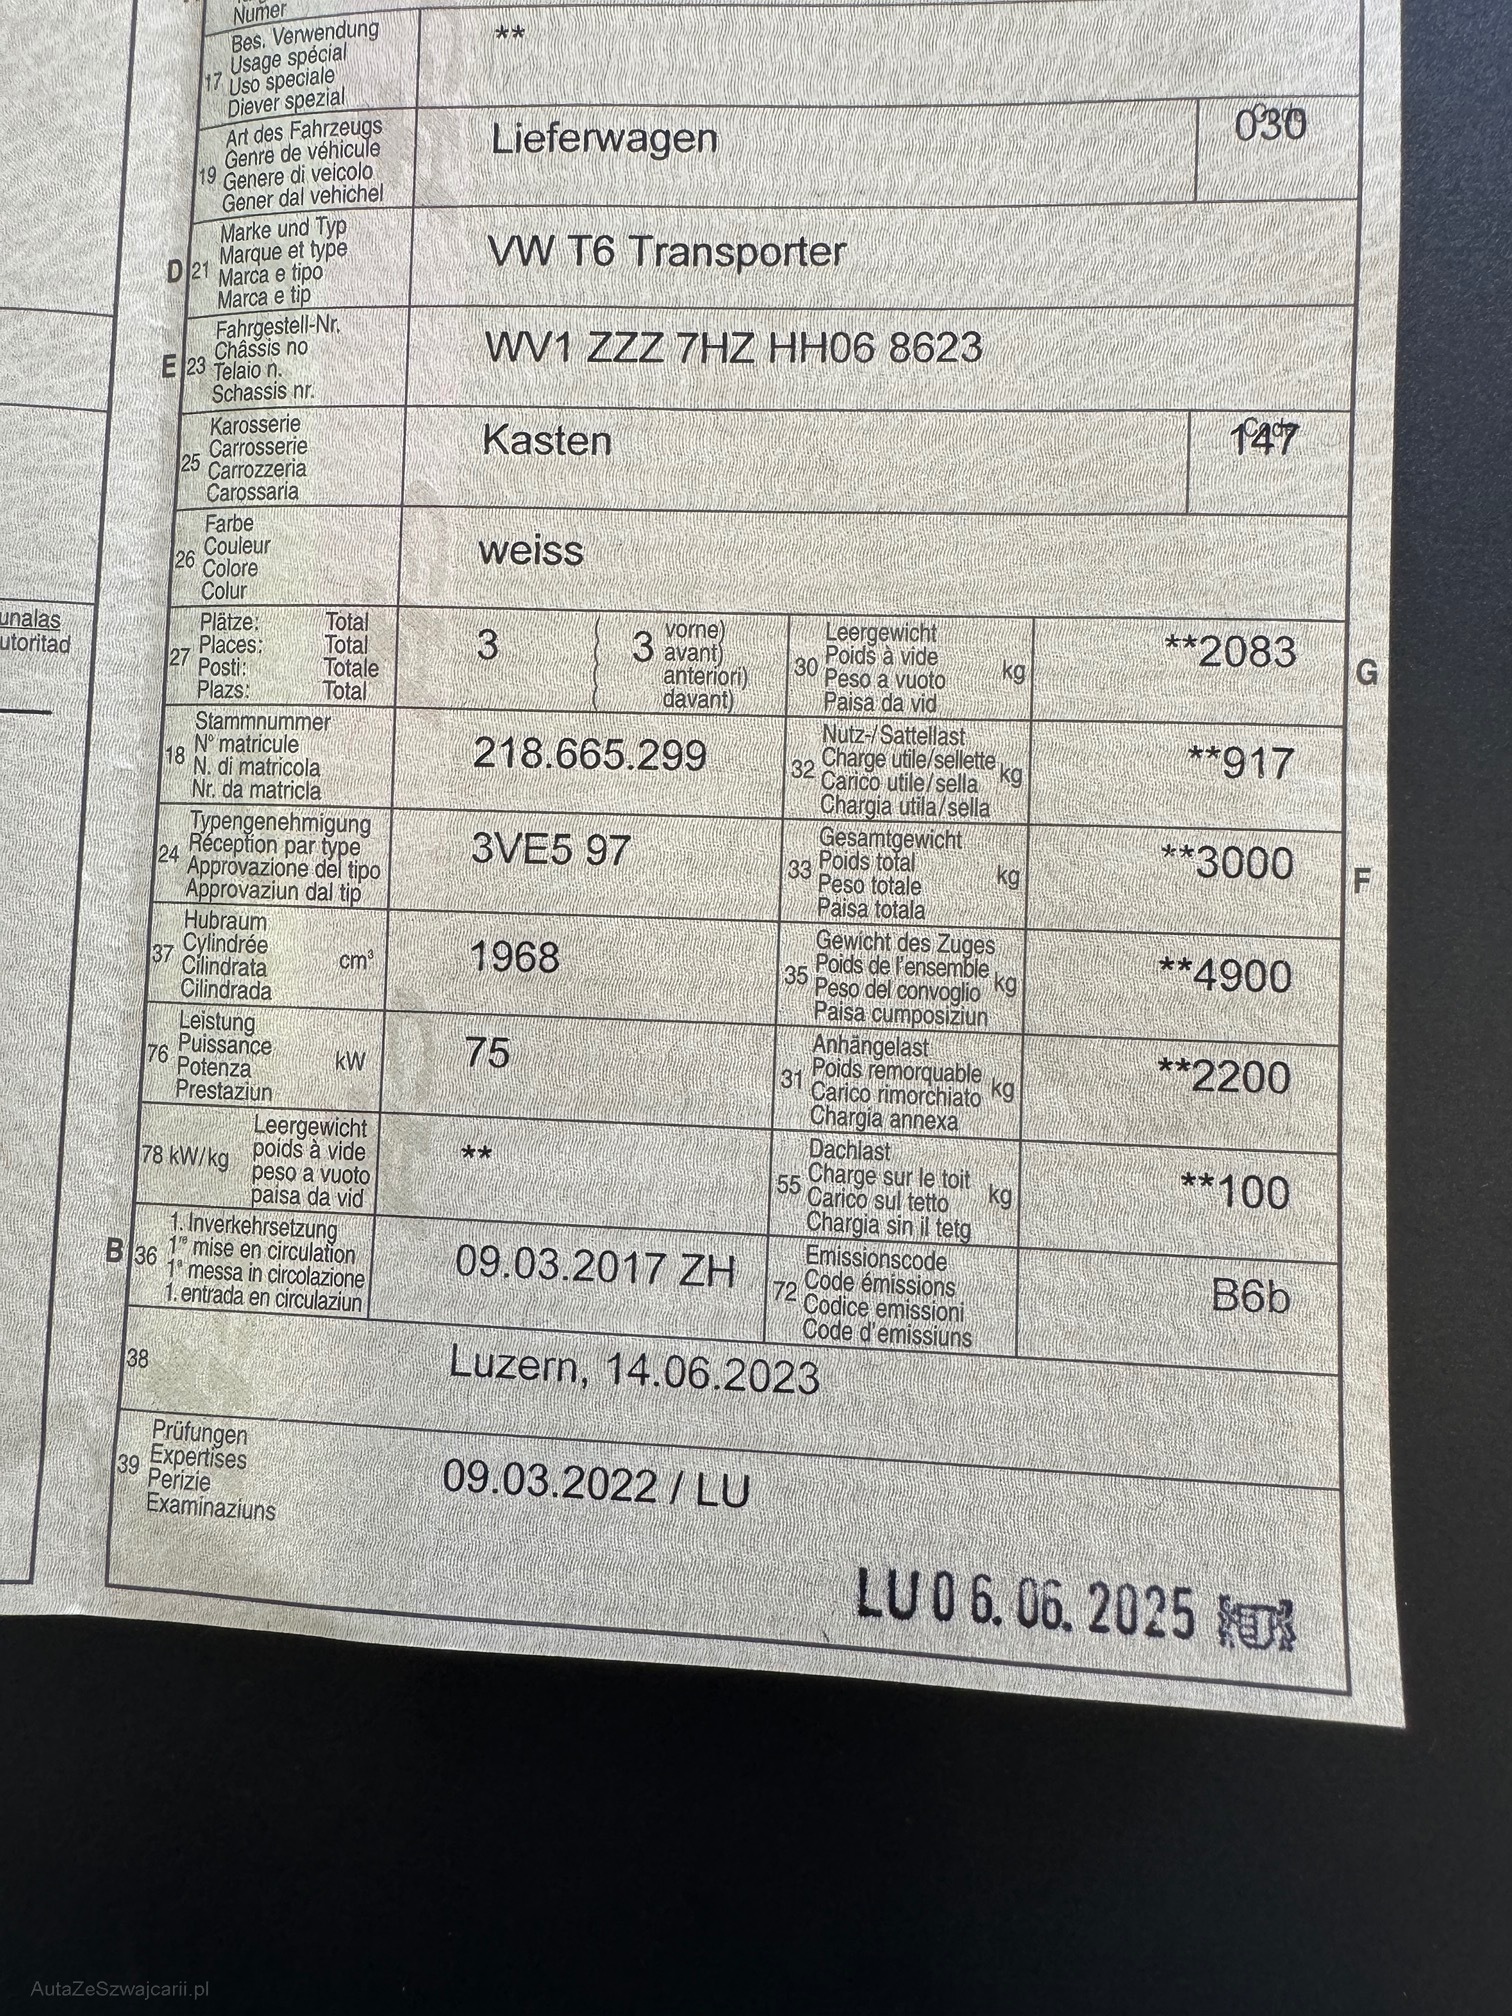 Numer
17 Bes. Verwendung
Usage spécial
Uso speciale
Diever spezial
**
19 Art des Fahrzeugs
Genre de véhicule
Genere di veicolo
Gener dal vehichel
Lieferwagen
Code
030
D 21 Marke und Typ
Marque et type
Marca e tipo
Marca e tip
VW T6 Transporter
E 23 Fahrgestell-Nr.
Châssis no
Telaio n.
Schassis nr.
WV1 ZZZ 7HZ HH06 8623
25 Karosserie
Carrosserie
Carrozzeria
Carossaria
Kasten
Code
147
26 Farbe
Couleur
Colore
Colur
weiss
unalas
utoritad
27 Plätze: Total
Places: Total
Posti: Totale
Plazs: Total
3
3 vorne)
avant)
anteriori)
davant)
30 Leergewicht
Poids à vide
Peso a vuoto
Paisa da vid
kg
**2083
G
18 Stammnummer
N° matricule
N. di matricola
Nr. da matricla
218.665.299
32 Nutz-/Sattellast
Charge utile/sellette
Carico utile/sella
Chargia utila/sella
kg
**917
24 Typengenehmigung
Réception par type
Approvazione del tipo
Approvaziun dal tip
3VE5 97
33 Gesamtgewicht
Poids total
Peso totale
Paisa totala
kg
**3000
F
37 Hubraum
Cylindrée
Cilindrata
Cilindrada
cm³
1968
35 Gewicht des Zuges
Poids de l'ensemble
Peso del convoglio
Paisa cumposiziun
kg
**4900
76 Leistung
Puissance
Potenza
Prestaziun
kW
75
31 Anhängelast
Poids remorquable
Carico rimorchiato
Chargia annexa
kg
**2200
78 kW/kg Leergewicht
poids à vide
peso a vuoto
paisa da vid
**
55 Dachlast
Charge sur le toit
Carico sul tetto
Chargia sin il tetg
kg
**100
B 36 1. Inverkehrsetzung
1re mise en circulation
1a messa in circolazione
1. entrada en circulaziun
09.03.2017 ZH
72 Emissionscode
Code émissions
Codice emissioni
Code d'emissiuns
B6b
38
Luzern, 14.06.2023
39 Prüfungen
Expertises
Perizie
Examinaziuns
09.03.2022 / LU
LU 0 6. 06. 2025
AutaZeSzwajcarii.pl